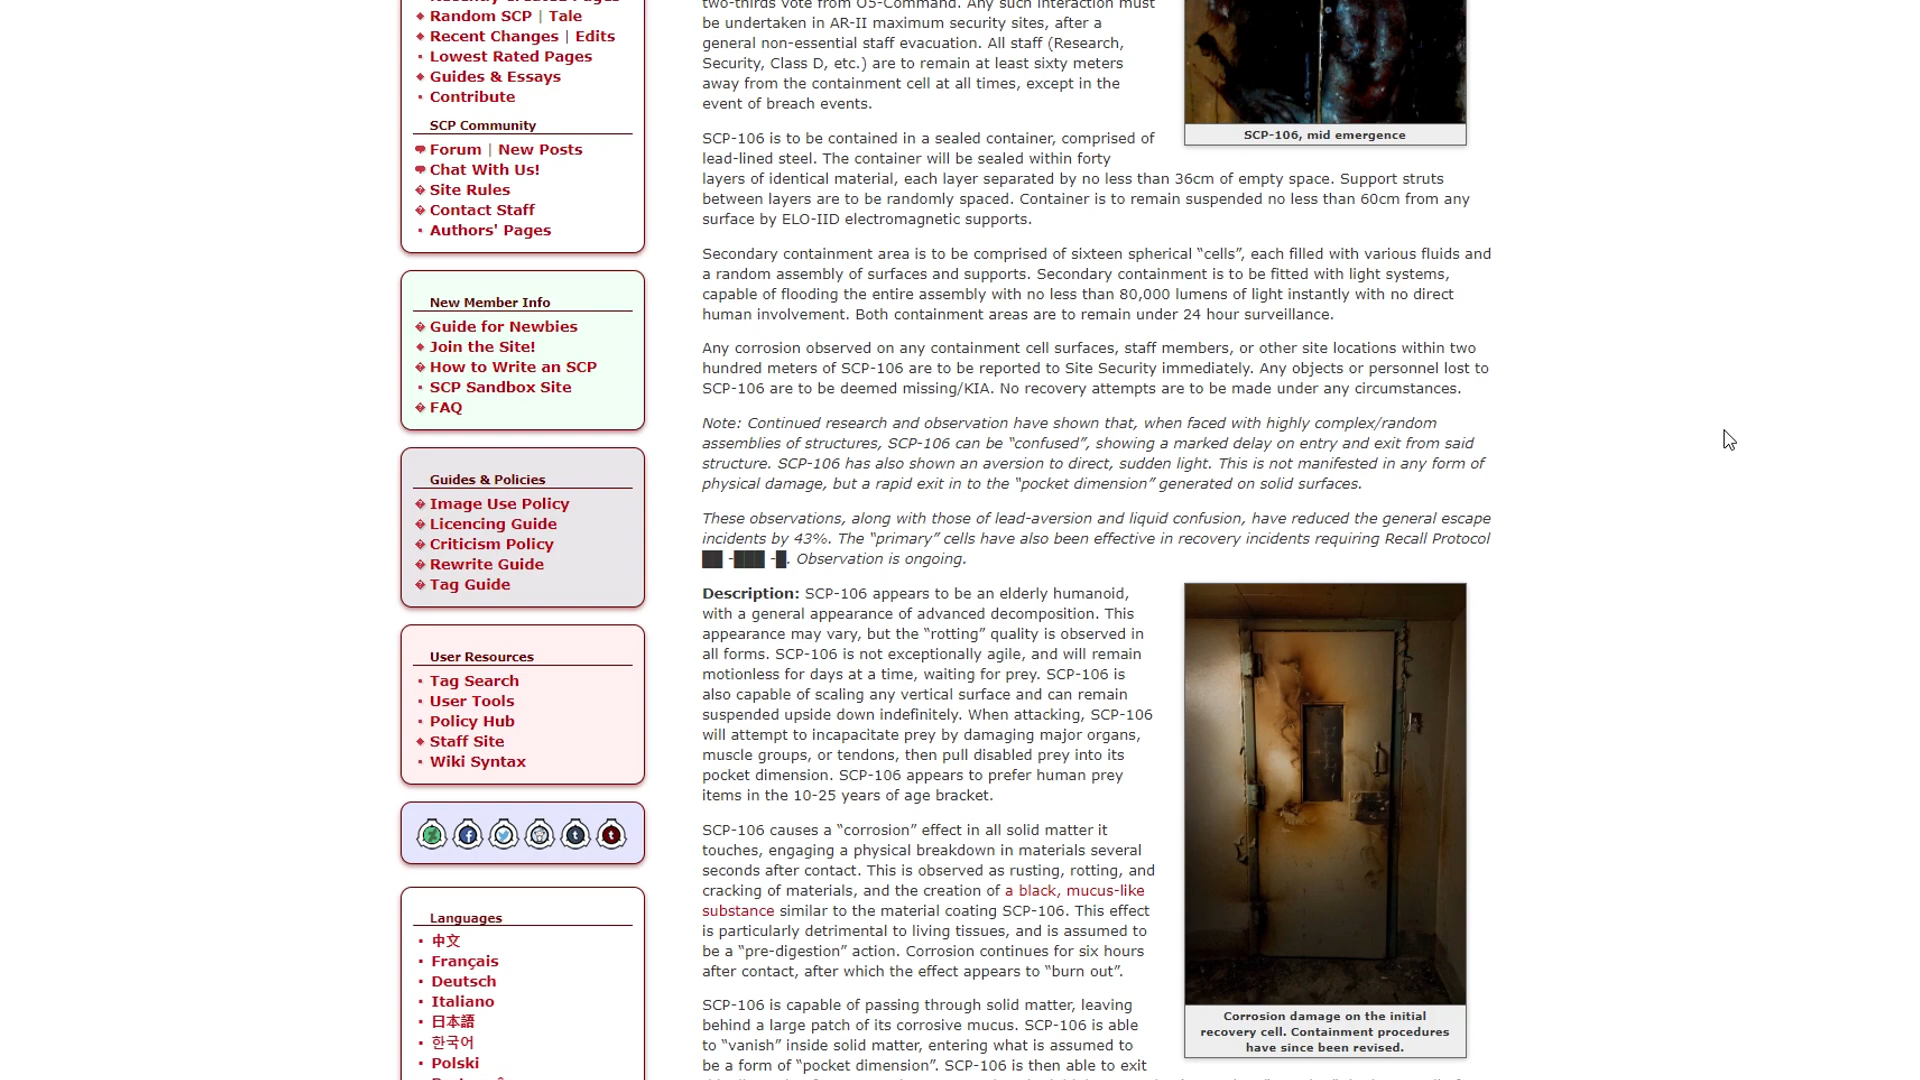 Random SCP | Tale
Recent Changes | Edits
Lowest Rated Pages
Guides & Essays
Contribute
SCP Community
Forum | New Posts
Chat With Us!
Site Rules
Contact Staff
Authors' Pages
New Member Info
Guide for Newbies
Join the Site!
How to Write an SCP
SCP Sandbox Site
FAQ
Guides & Policies
Image Use Policy
Licencing Guide
Criticism Policy
Rewrite Guide
Tag Guide
User Resources
Tag Search
User Tools
Policy Hub
Staff Site
Wiki Syntax
Languages
中文
Français
Deutsch
Italiano
日本語
한국어
Polski
two-thirds vote from O5-Command. Any such interaction must
be undertaken in AR-II maximum security sites, after a
general non-essential staff evacuation. All staff (Research,
Security, Class D, etc.) are to remain at least sixty meters
away from the containment cell at all times, except in the
event of breach events.
SCP-106, mid emergence
SCP-106 is to be contained in a sealed container, comprised of
lead-lined steel. The container will be sealed within forty
layers of identical material, each layer separated by no less than 36cm of empty space. Support struts
between layers are to be randomly spaced. Container is to remain suspended no less than 60cm from any
surface by ELO-IID electromagnetic supports.
Secondary containment area is to be comprised of sixteen spherical “cells”, each filled with various fluids and
a random assembly of surfaces and supports. Secondary containment is to be fitted with light systems,
capable of flooding the entire assembly with no less than 80,000 lumens of light instantly with no direct
human involvement. Both containment areas are to remain under 24 hour surveillance.
Any corrosion observed on any containment cell surfaces, staff members, or other site locations within two
hundred meters of SCP-106 are to be reported to Site Security immediately. Any objects or personnel lost to
SCP-106 are to be deemed missing/KIA. No recovery attempts are to be made under any circumstances.
Note: Continued research and observation have shown that, when faced with highly complex/random
assemblies of structures, SCP-106 can be “confused”, showing a marked delay on entry and exit from said
structure. SCP-106 has also shown an aversion to direct, sudden light. This is not manifested in any form of
physical damage, but a rapid exit in to the “pocket dimension” generated on solid surfaces.
These observations, along with those of lead-aversion and liquid confusion, have reduced the general escape
incidents by 43%. The “primary” cells have also been effective in recovery incidents requiring Recall Protocol
██ -███ -█. Observation is ongoing.
Description: SCP-106 appears to be an elderly humanoid,
with a general appearance of advanced decomposition. This
appearance may vary, but the “rotting” quality is observed in
all forms. SCP-106 is not exceptionally agile, and will remain
motionless for days at a time, waiting for prey. SCP-106 is
also capable of scaling any vertical surface and can remain
suspended upside down indefinitely. When attacking, SCP-106
will attempt to incapacitate prey by damaging major organs,
muscle groups, or tendons, then pull disabled prey into its
pocket dimension. SCP-106 appears to prefer human prey
items in the 10-25 years of age bracket.
SCP-106 causes a “corrosion” effect in all solid matter it
touches, engaging a physical breakdown in materials several
seconds after contact. This is observed as rusting, rotting, and
cracking of materials, and the creation of a black, mucus-like
substance similar to the material coating SCP-106. This effect
is particularly detrimental to living tissues, and is assumed to
be a “pre-digestion” action. Corrosion continues for six hours
after contact, after which the effect appears to “burn out”.
SCP-106 is capable of passing through solid matter, leaving
behind a large patch of its corrosive mucus. SCP-106 is able
to “vanish” inside solid matter, entering what is assumed to
be a form of “pocket dimension”. SCP-106 is then able to exit
Corrosion damage on the initial
recovery cell. Containment procedures
have since been revised.